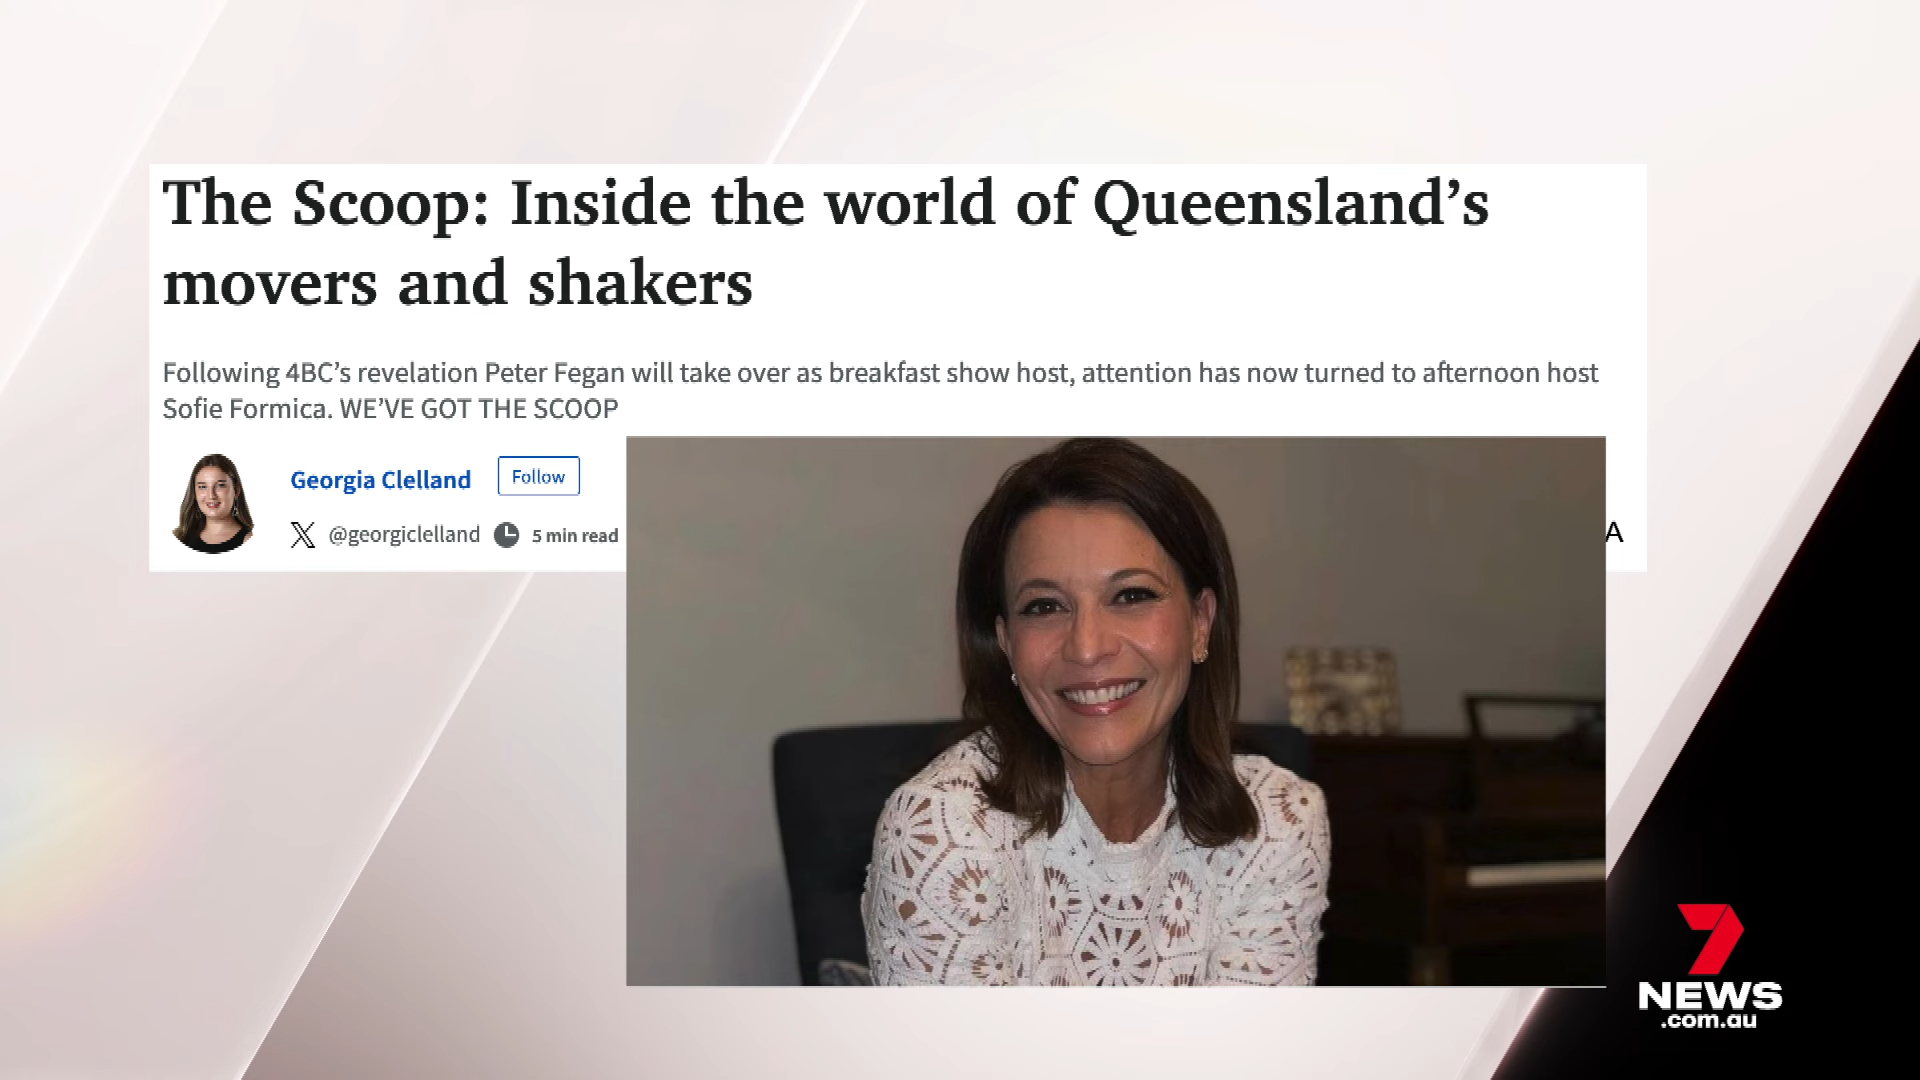 The Scoop: Inside the world of Queensland’s
movers and shakers
Following 4BC’s revelation Peter Fegan will take over as breakfast show host, attention has now turned to afternoon host
Sofie Formica. WE’VE GOT THE SCOOP
Georgia Clelland
Follow
@georgiclelland
5 min read
A
7
NEWS
.com.au